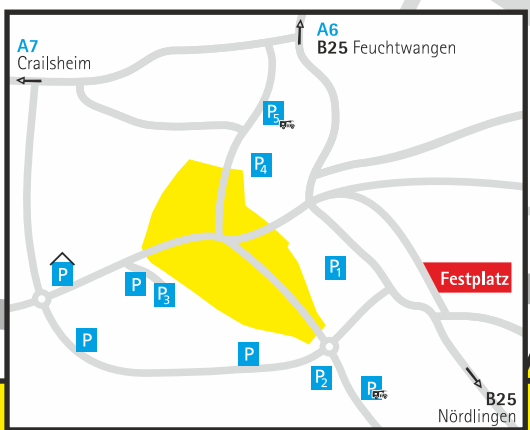 A7
Crailsheim
A6
B25 Feuchtwangen
P5
P4
P
P1
P
P3
Festplatz
P
P
P2
P
B25
Nördlingen